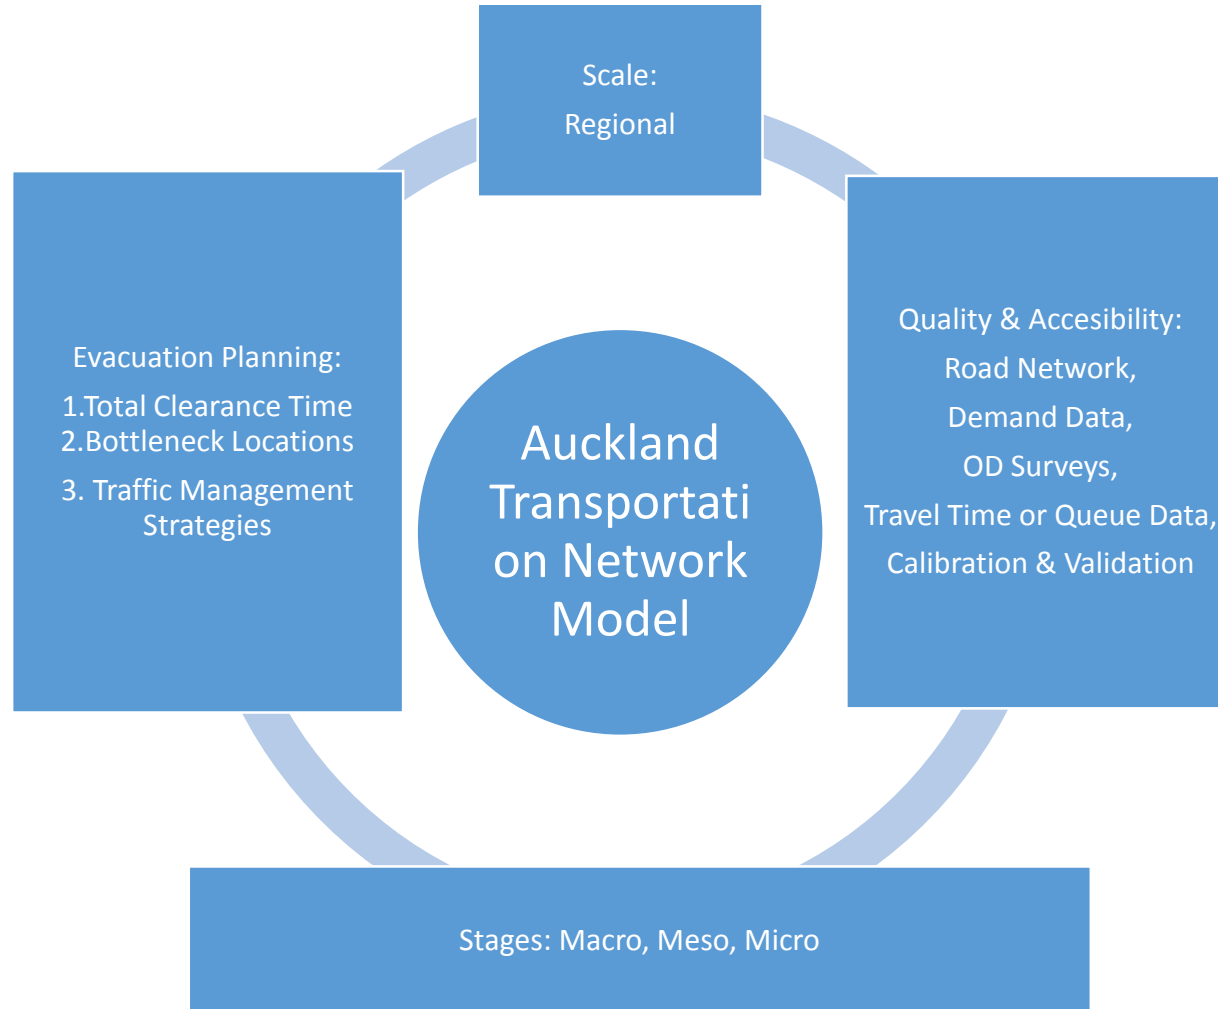 Scale:
Regional
Evacuation Planning:
1.Total Clearance Time
2.Bottleneck Locations
3. Traffic Management
Strategies
Auckland
Transportati
on Network
Model
Quality & Accesibility:
Road Network,
Demand Data,
OD Surveys,
Travel Time or Queue Data,
Calibration & Validation
Stages: Macro, Meso, Micro